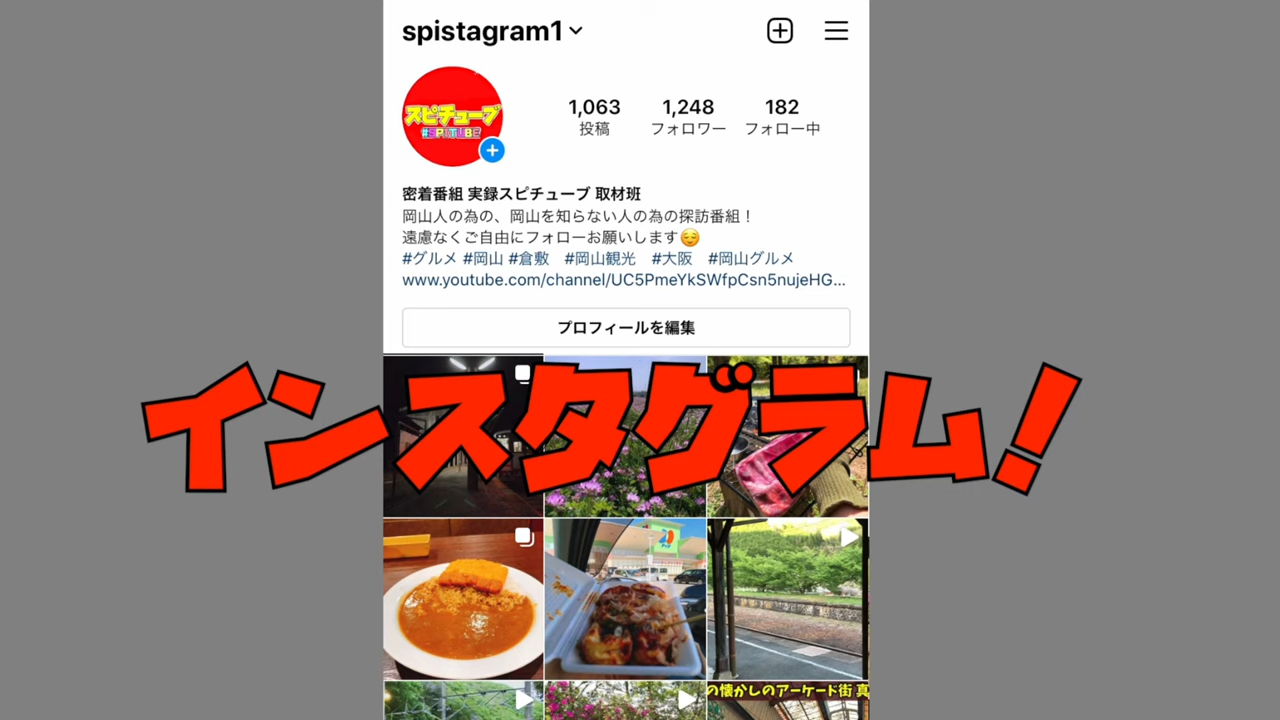 spistagram1
スピチューブ
#SPiTUBE
1,063
投稿
1,248
フォロワー
182
フォロー中
密着番組 実録スピチューブ 取材班
岡山人の為の、岡山を知らない人の為の探訪番組！
遠慮なくご自由にフォローお願いします😌
#グルメ #岡山 #倉敷　#岡山観光　#大阪　#岡山グルメ
www.youtube.com/channel/UC5PmeYkSWfpCsn5nujeHG...
プロフィールを編集
インスタグラム!
の懐かしのアーケード街 真